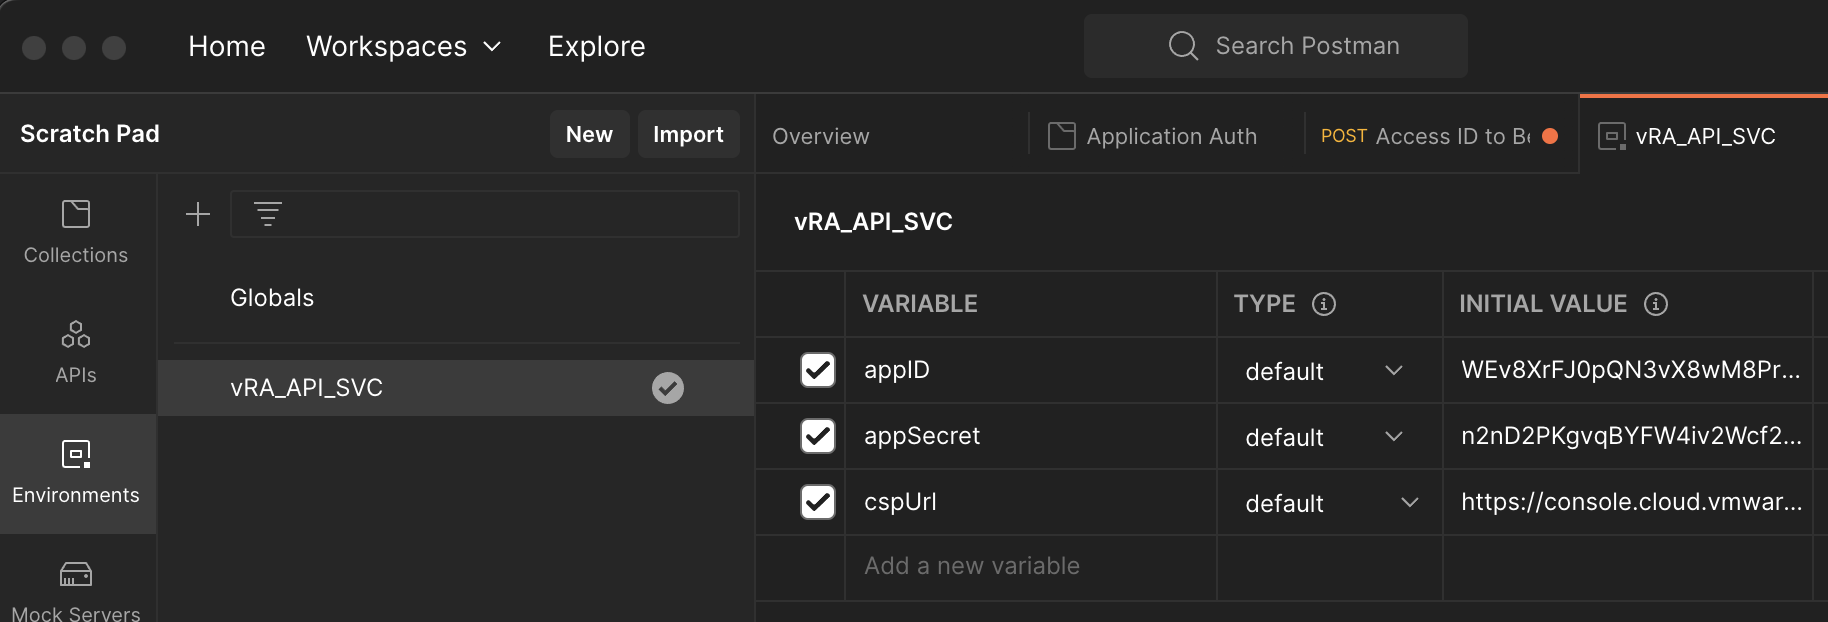 Home Workspaces Explore Search Postman
Scratch Pad New Import
Overview Application Auth POST Access ID to Be vRA_API_SVC
Collections
vRA_API_SVC
Globals
VARIABLE TYPE INITIAL VALUE
APIs
appID default WEv8XrFJ0pQN3vX8wM8Pr...
vRA_API_SVC
appSecret default n2nD2PKgvqBYFW4iv2Wcf2...
Environments
cspUrl default https://console.cloud.vmwar...
Add a new variable
Mock Servers